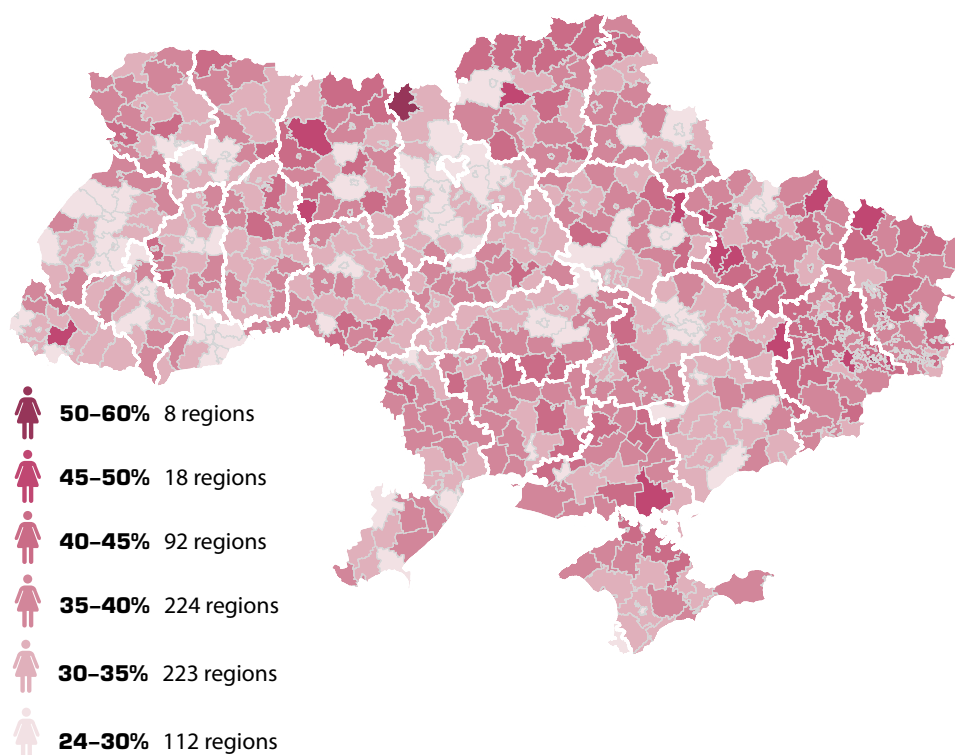 50–60% 8 regions
45–50% 18 regions
40–45% 92 regions
35–40% 224 regions
30–35% 223 regions
24–30% 112 regions